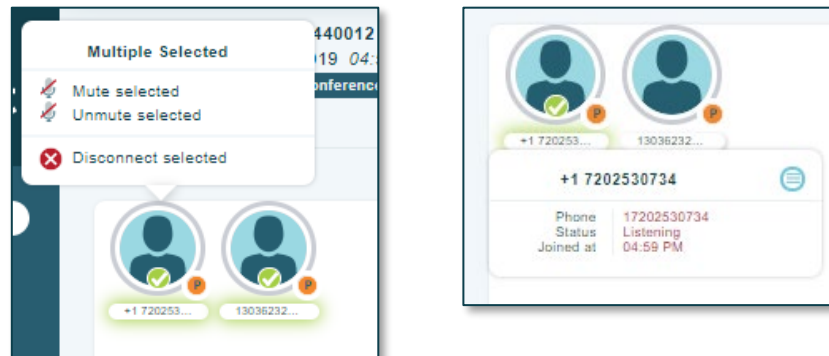 440012
Multiple Selected
19 04:
onference
Mute selected
Unmute selected
Disconnect selected
P
P
+1 720253...
13036232...
P
P
+1 720253...
13036232...
+1 7202530734
Phone 17202530734
Status Listening
Joined at 04:59 PM